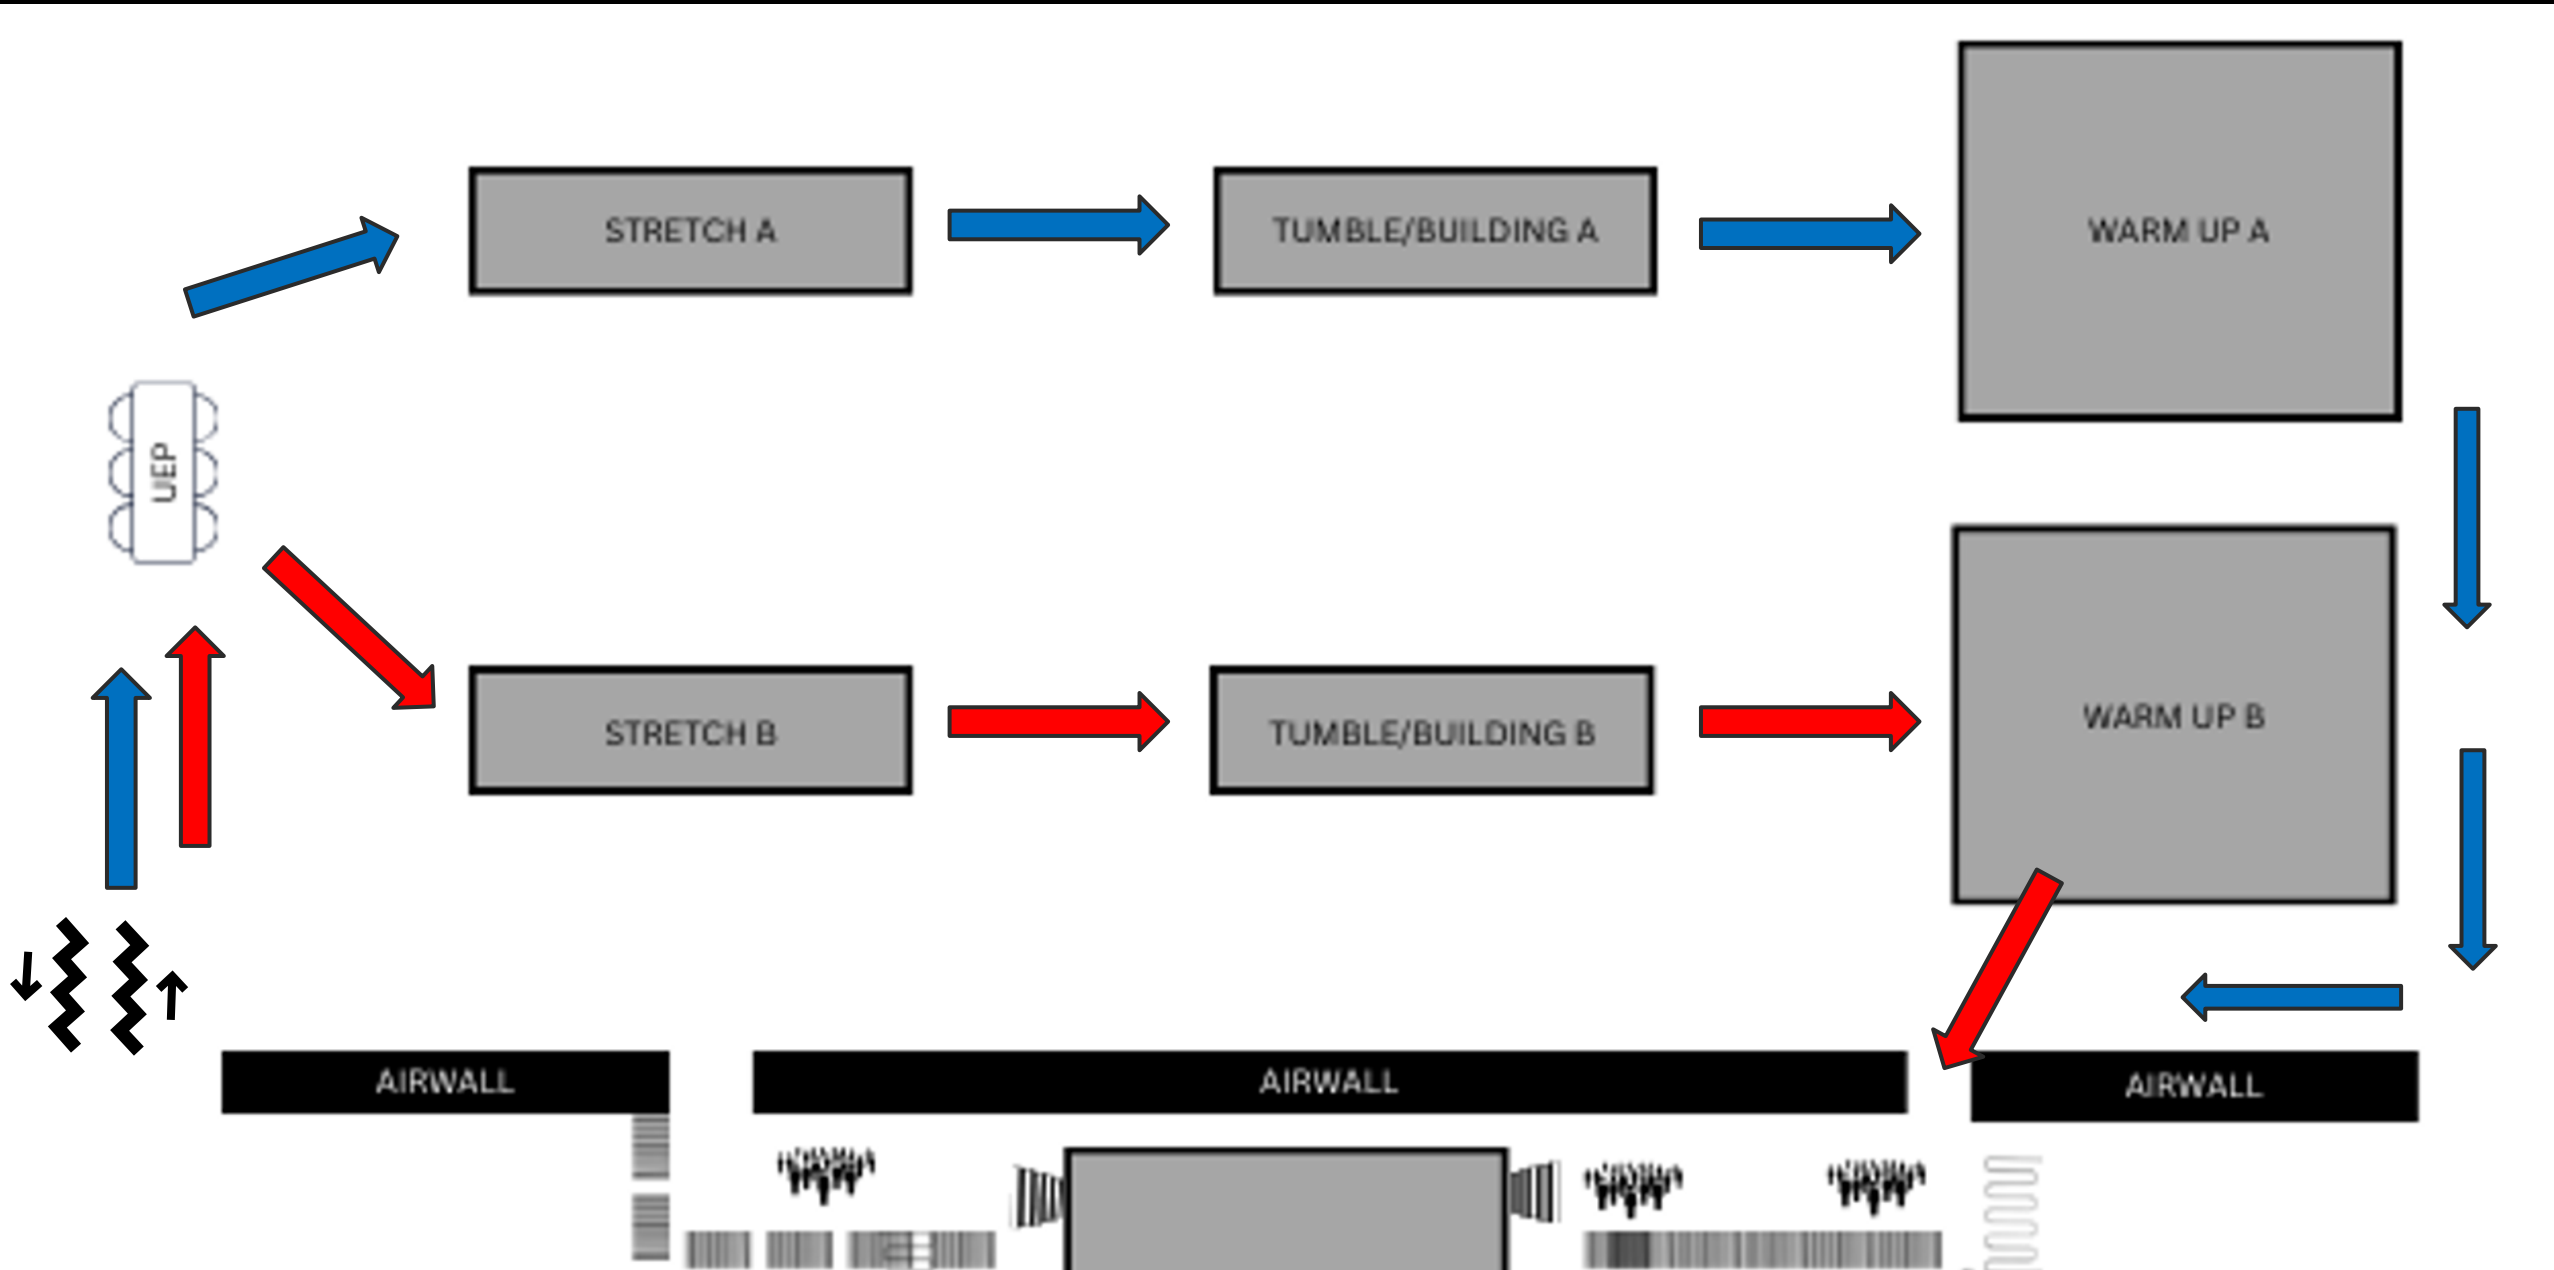 STRETCH A
TUMBLE/BUILDING A
WARM UP A
UEP
STRETCH B
TUMBLE/BUILDING B
WARM UP B
AIRWALL
AIRWALL
AIRWALL